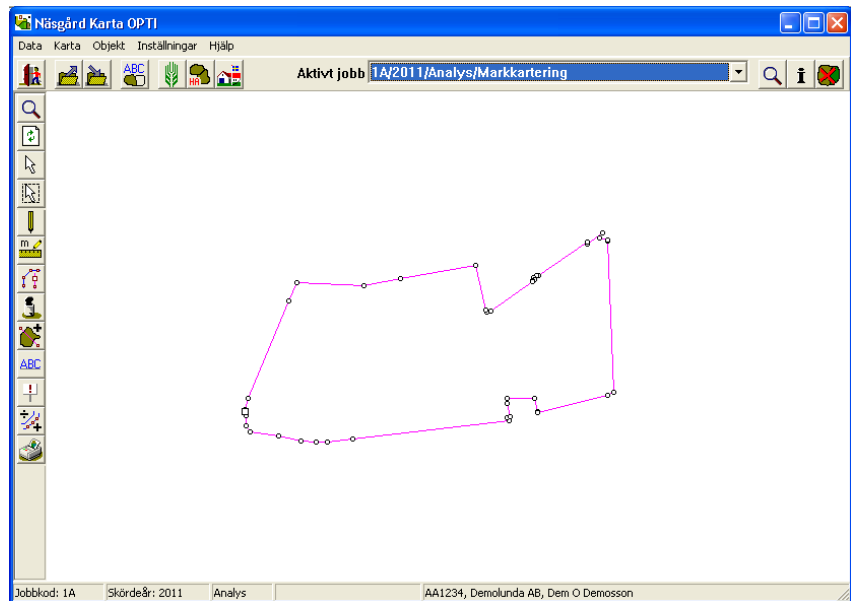 Näsgård Karta OPTI
Data Karta Objekt Inställningar Hjälp
ABC HA Aktivt jobb 1A/2011/Analys/Markkartering i
m
ABC
Jobbkod: 1A Skördeår: 2011 Analys AA1234, Demolunda AB, Dem O Demosson